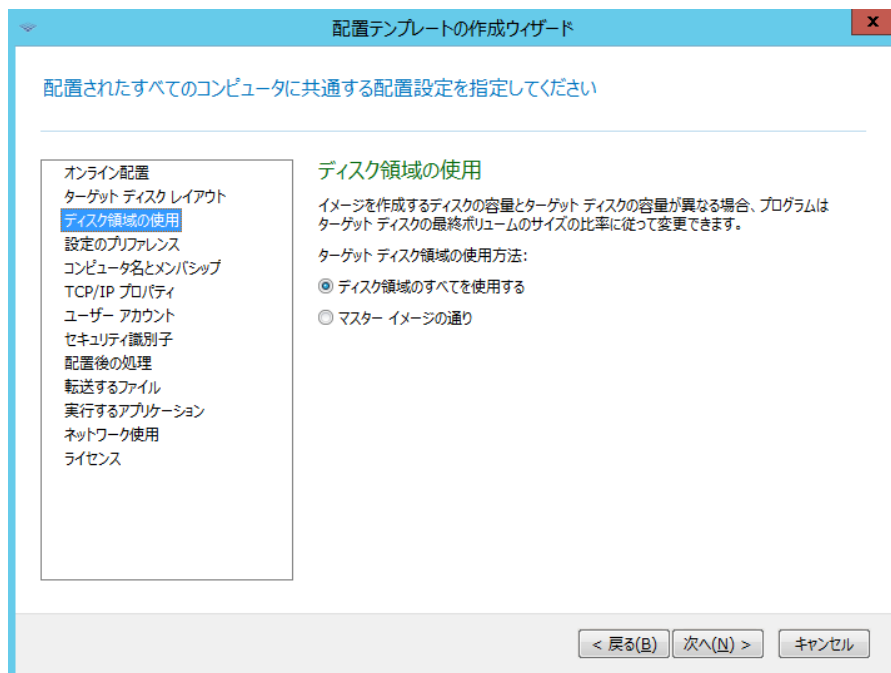 配置テンプレートの作成ウィザード
x
配置されたすべてのコンピュータに共通する配置設定を指定してください
オンライン配置
ターゲット ディスク レイアウト
ディスク領域の使用
設定のプリファレンス
コンピュータ名とメンバシップ
TCP/IP プロパティ
ユーザー アカウント
セキュリティ識別子
配置後の処理
転送するファイル
実行するアプリケーション
ネットワーク使用
ライセンス
ディスク領域の使用
イメージを作成するディスクの容量とターゲット ディスクの容量が異なる場合、プログラムは
ターゲット ディスクの最終ボリュームのサイズの比率に従って変更できます。
ターゲット ディスク領域の使用方法:
ディスク領域のすべてを使用する
マスター イメージの通り
< 戻る(B)
次へ(N) >
キャンセル